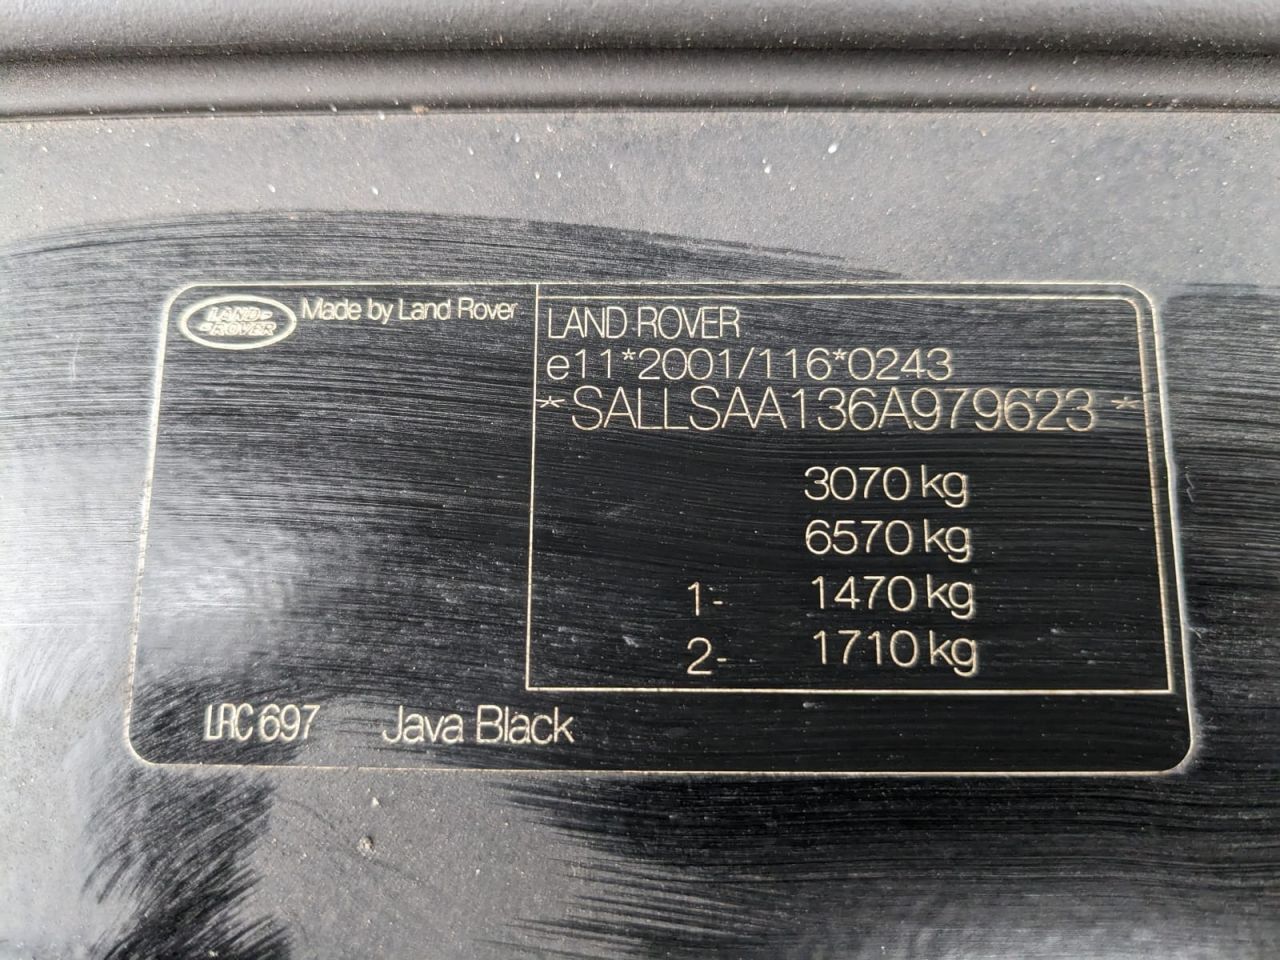 LAND-
-ROVER
Made by Land Rover
LAND ROVER
e11*2001/116*0243
*SALLSAA136A979623*
3070 kg
6570 kg
1- 1470 kg
2- 1710 kg
LRC 697 Java Black